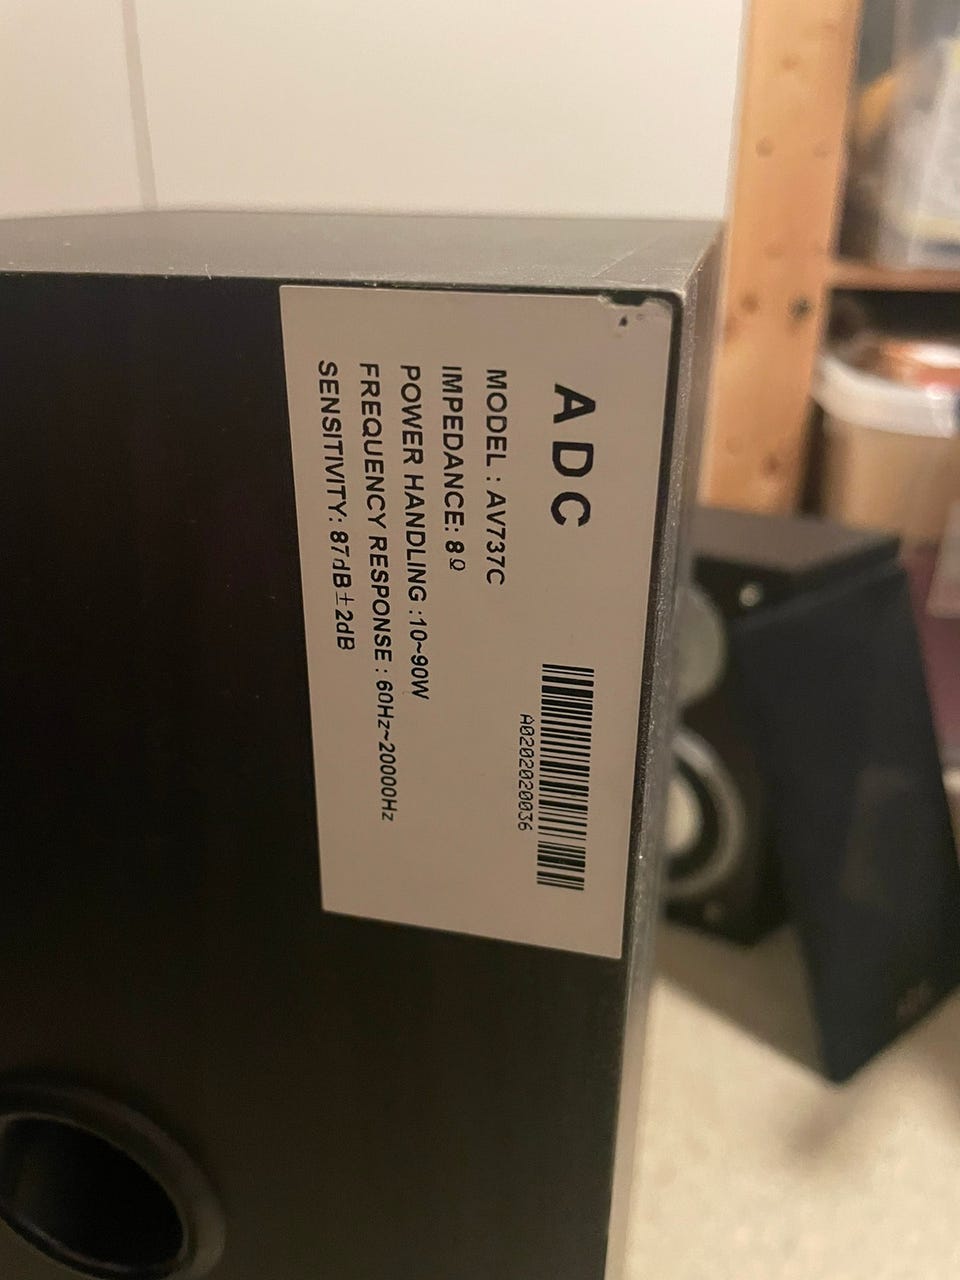 ADC
MODEL : AV737C
IMPEDANCE: 8Ω
POWER HANDLING :10~90W
FREQUENCY RESPONSE : 60Hz~20000Hz
SENSITIVITY: 87dB±2dB
A0202020036